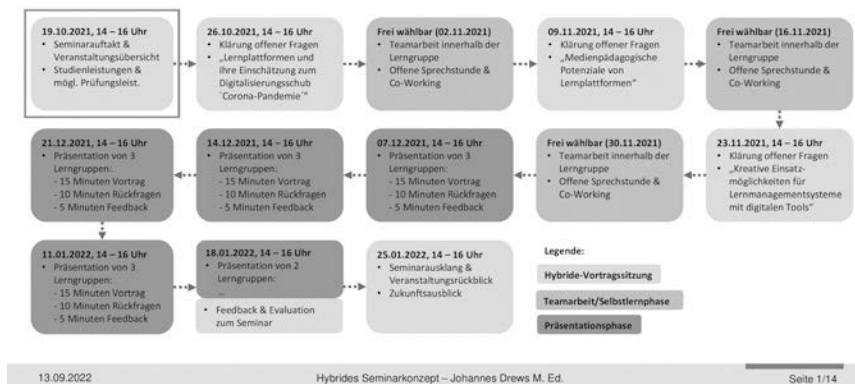 19.10.2021, 14 – 16 Uhr
• Seminarauftakt &
Veranstaltungsübersicht
• Studienleistungen &
mögl. Prüfungsleist.
26.10.2021, 14 – 16 Uhr
• Klärung offener Fragen
• „Lernplattformen und
Ihre Einschätzung zum
Digitalisierungsschub
´Corona-Pandemie´“
Frei wählbar (02.11.2021)
• Teamarbeit innerhalb der
Lerngruppe
• Offene Sprechstunde &
Co-Working
09.11.2021, 14 – 16 Uhr
• Klärung offener Fragen
• „Medienpädagogische
Potenziale von
Lernplattformen“
Frei wählbar (16.11.2021)
• Teamarbeit innerhalb der
Lerngruppe
• Offene Sprechstunde &
Co-Working
23.11.2021, 14 – 16 Uhr
• Klärung offener Fragen
• „Kreative Einsatz-
möglichkeiten für
Lernmanagementsysteme
mit digitalen Tools“
Frei wählbar (30.11.2021)
• Teamarbeit innerhalb der
Lerngruppe
• Offene Sprechstunde &
Co-Working
07.12.2021, 14 – 16 Uhr
• Präsentation von 3
Lerngruppen:
- 15 Minuten Vortrag
- 10 Minuten Rückfragen
- 5 Minuten Feedback
14.12.2021, 14 – 16 Uhr
• Präsentation von 3
Lerngruppen:
- 15 Minuten Vortrag
- 10 Minuten Rückfragen
- 5 Minuten Feedback
21.12.2021, 14 – 16 Uhr
• Präsentation von 3
Lerngruppen:
- 15 Minuten Vortrag
- 10 Minuten Rückfragen
- 5 Minuten Feedback
11.01.2022, 14 – 16 Uhr
• Präsentation von 3
Lerngruppen:
- 15 Minuten Vortrag
- 10 Minuten Rückfragen
- 5 Minuten Feedback
18.01.2022, 14 – 16 Uhr
• Präsentation von 2
Lerngruppen:
...
• Feedback & Evaluation
zum Seminar
25.01.2022, 14 – 16 Uhr
• Seminarausklang &
Veranstaltungsrückblick
• Zukunftsausblick
Legende:
Hybride-Vortragssitzung
Teamarbeit/Selbstlernphase
Präsentationsphase
13.09.2022 Hybrides Seminarkonzept – Johannes Drews M. Ed. Seite 1/14